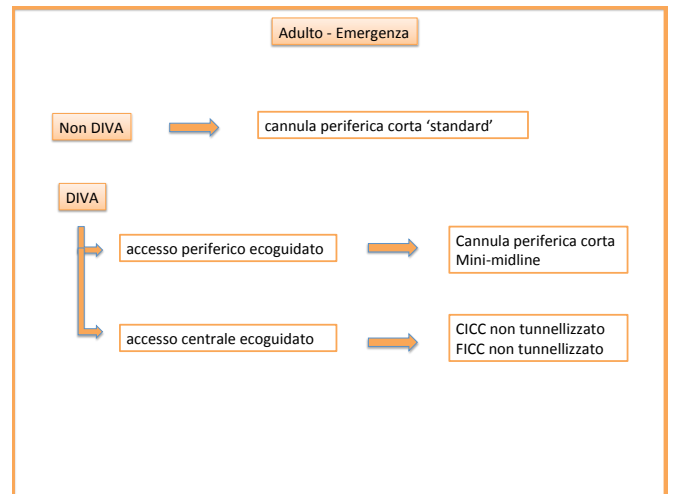 Adulto - Emergenza
Non DIVA
cannula periferica corta ‘standard’
DIVA
accesso periferico ecoguidato
Cannula periferica corta
Mini-midline
accesso centrale ecoguidato
CICC non tunnellizzato
FICC non tunnellizzato